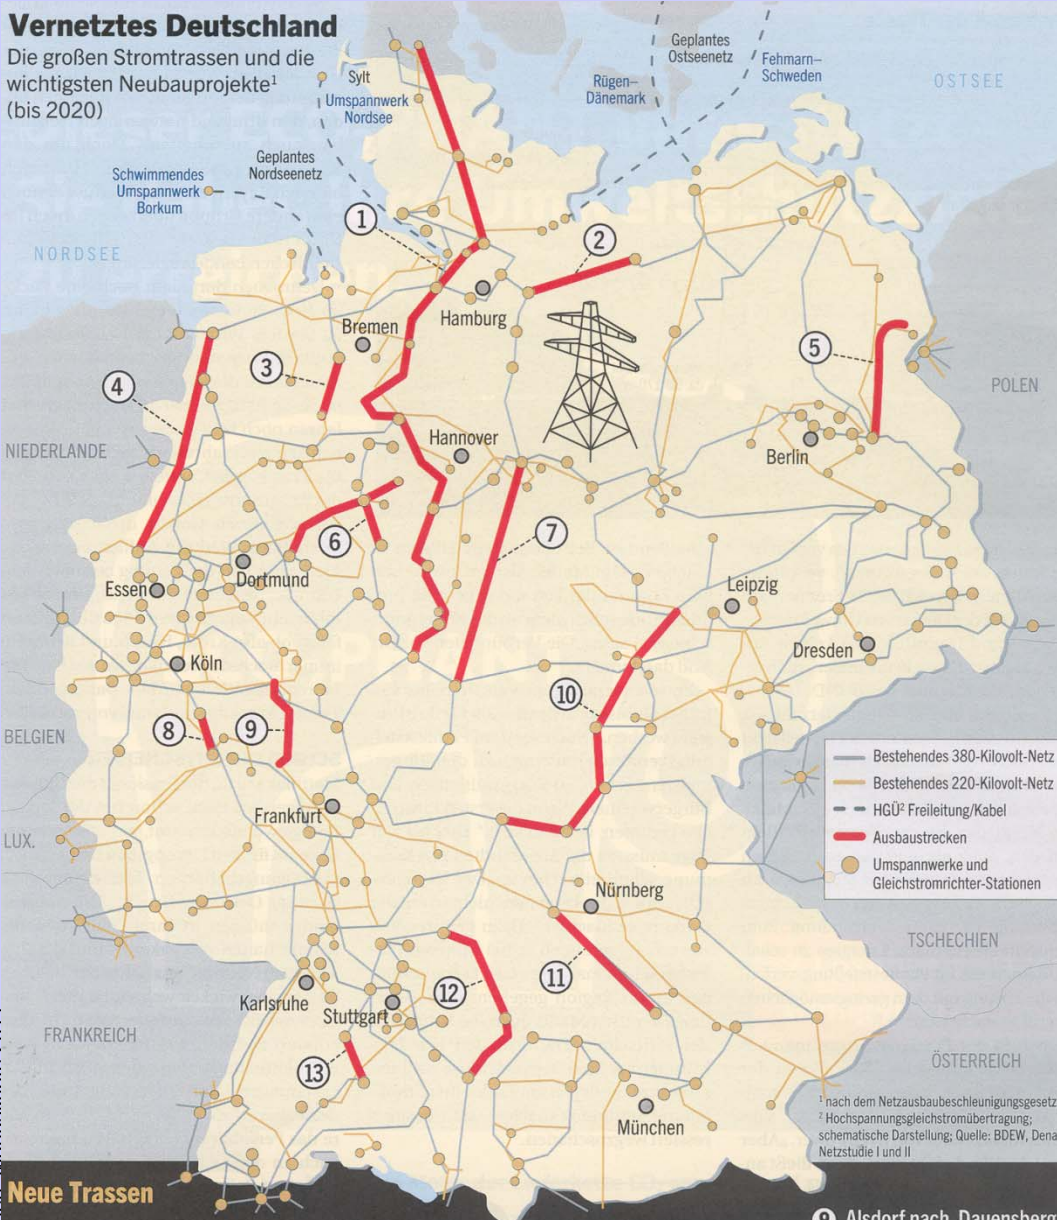 Vernetztes Deutschland
Die großen Stromtrassen und die
wichtigsten Neubauprojekte¹
(bis 2020)
Geplantes
Ostseenetz
Fehmarn–
Schweden
Rügen–
Dänemark
OSTSEE
Sylt
Umspannwerk
Nordsee
Geplantes
Nordseenetz
Schwimmendes
Umspannwerk
Borkum
NORDSEE
1
2
Hamburg
Bremen
3
4
5
POLEN
NIEDERLANDE
Hannover
Berlin
6
7
Essen
Dortmund
Leipzig
Dresden
Köln
10
8
9
BELGIEN
Frankfurt
LUX.
Bestehendes 380-Kilovolt-Netz
Bestehendes 220-Kilovolt-Netz
HGÜ² Freileitung/Kabel
Ausbaustrecken
Umspannwerke und
Gleichstromrichter-Stationen
Nürnberg
TSCHECHIEN
11
12
Karlsruhe
Stuttgart
FRANKREICH
13
ÖSTERREICH
München
¹ nach dem Netzausbaubeschleunigungsgesetz
² Hochspannungsgleichstromübertragung;
schematische Darstellung; Quelle: BDEW, Dena
Netzstudie I und II
Neue Trassen
9 Alsdorf nach Dauersberg